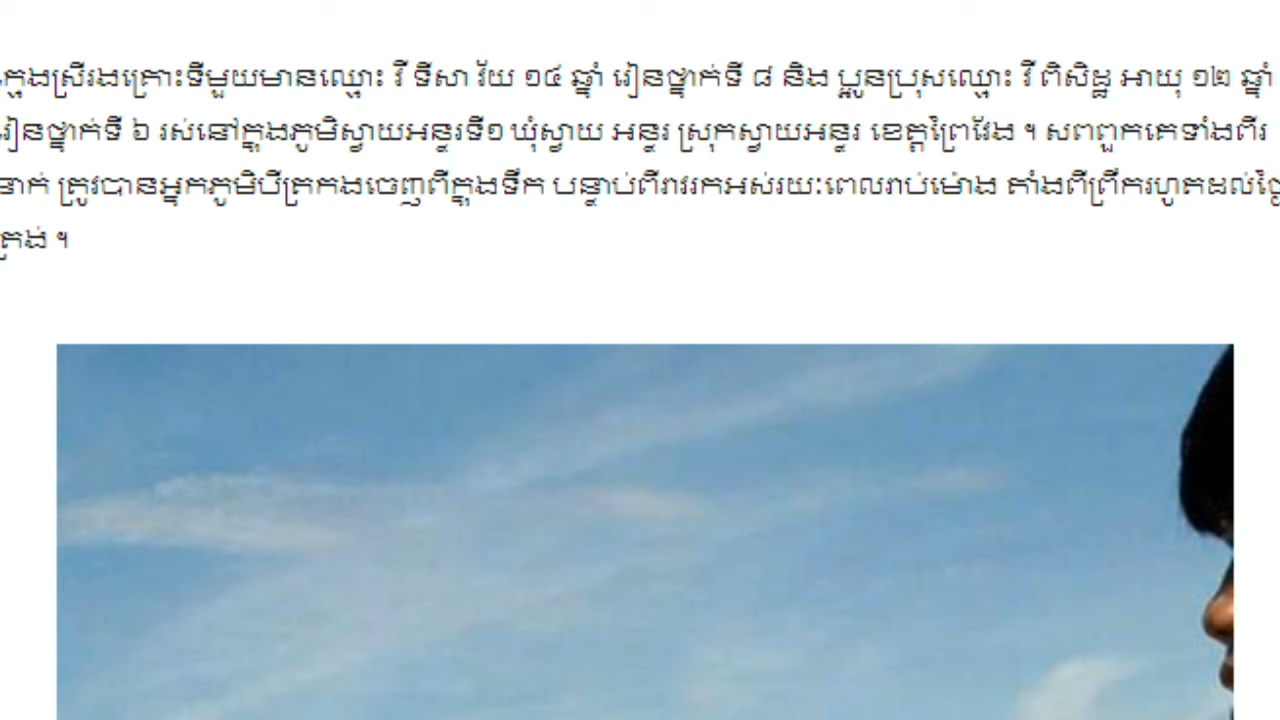 ក្មេងស្រីរងគ្រោះទីមួយមានឈ្មោះ រី ទីសា វ័យ ១៤ ឆ្នាំ រៀនថ្នាក់ទី ៨ និង ប្អូនប្រុសឈ្មោះ រី ពិសិដ្ឋ អាយុ ១២ ឆ្នាំ
រៀនថ្នាក់ទី ៦ រស់នៅក្នុងភូមិស្វាយអន្ទរទី១ ឃុំស្វាយ អន្ទរ ស្រុកស្វាយអន្ទរ ខេត្តព្រៃវែង ។ សពពួកគេទាំងពីរ
នាក់ ត្រូវបានអ្នកភូមិបីត្រកងចេញពីក្នុងទឹក បន្ទាប់ពីរាវរកអស់រយៈពេលរាប់ម៉ោង តាំងពីព្រឹករហូតដល់ថ្ងៃ
ត្រង់ ។